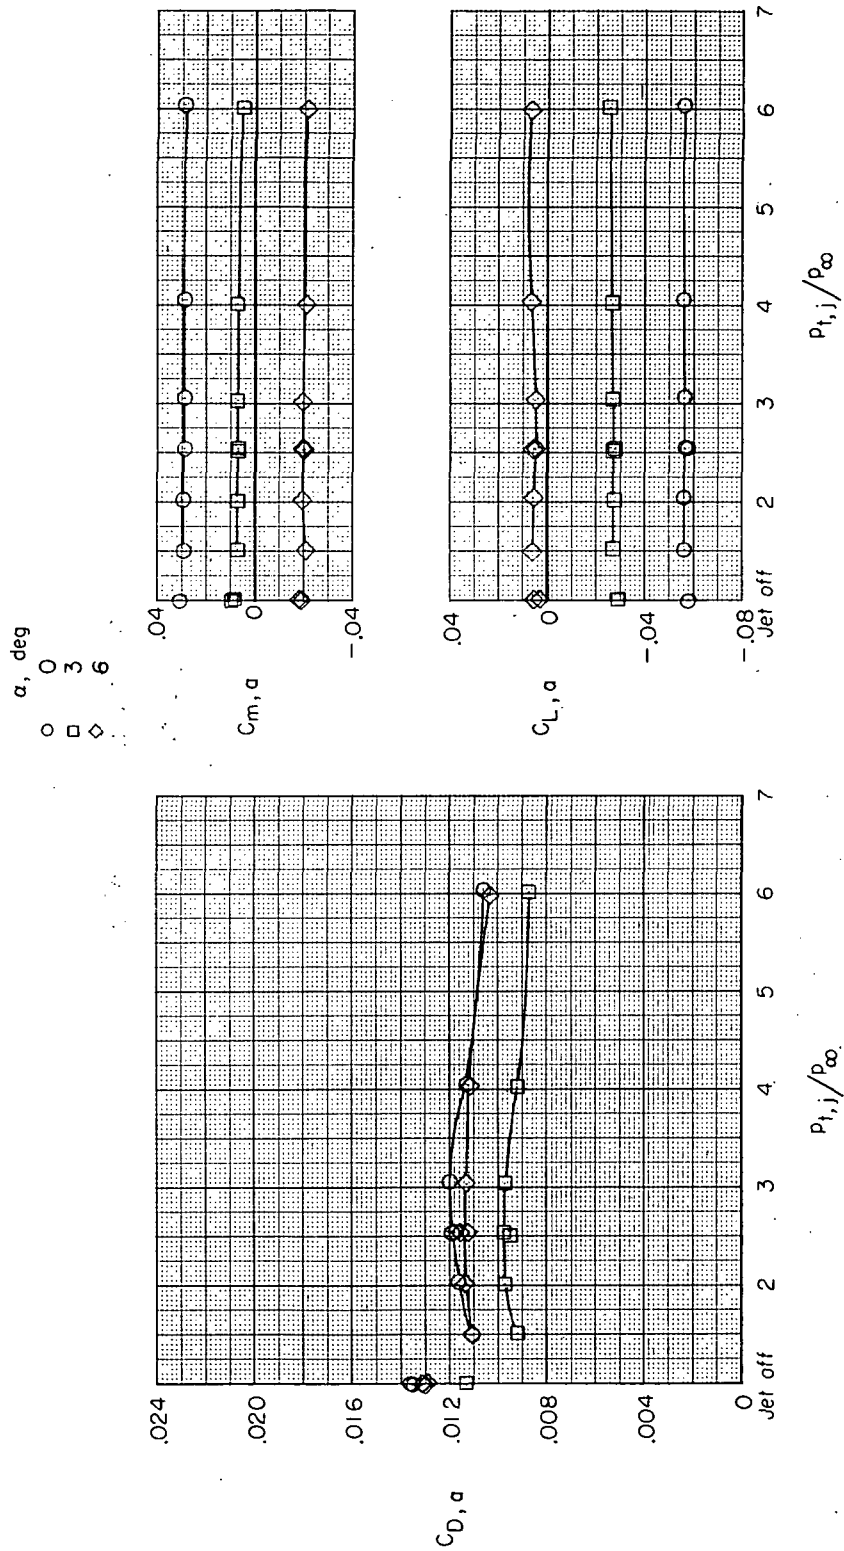 α, deg
○ 0
□ 3
◇ 6
C_D,a
.024
.020
.016
.012
.008
.004
0
Jet off 2 3 4 5 6 7
p_t,j/p_∞
C_m,a
.04
0
-.04
C_L,a
.04
0
-.04
-.08
Jet off 2 3 4 5 6 7
p_t,j/p_∞